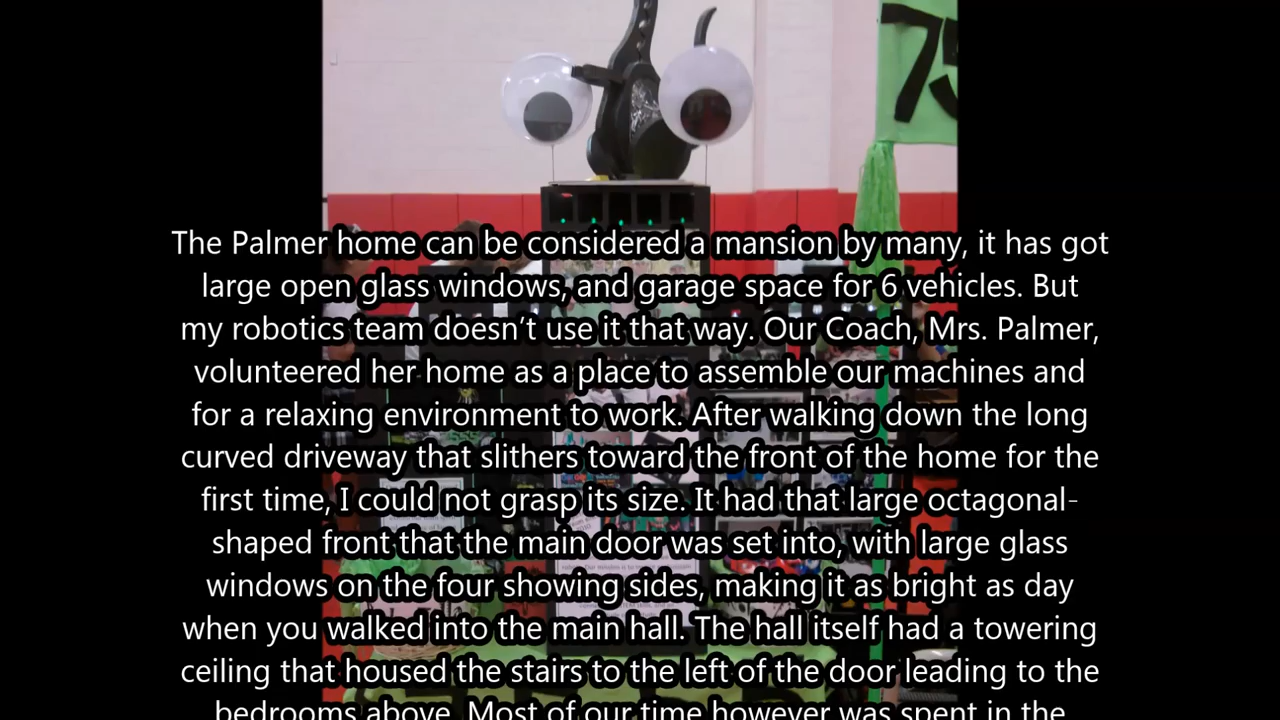 75
The Palmer home can be considered a mansion by many, it has got
large open glass windows, and garage space for 6 vehicles. But
my robotics team doesn’t use it that way. Our Coach, Mrs. Palmer,
volunteered her home as a place to assemble our machines and
for a relaxing environment to work. After walking down the long
curved driveway that slithers toward the front of the home for the
first time, I could not grasp its size. It had that large octagonal-
shaped front that the main door was set into, with large glass
windows on the four showing sides, making it as bright as day
when you walked into the main hall. The hall itself had a towering
ceiling that housed the stairs to the left of the door leading to the
bedrooms above. Most of our time however was spent in the